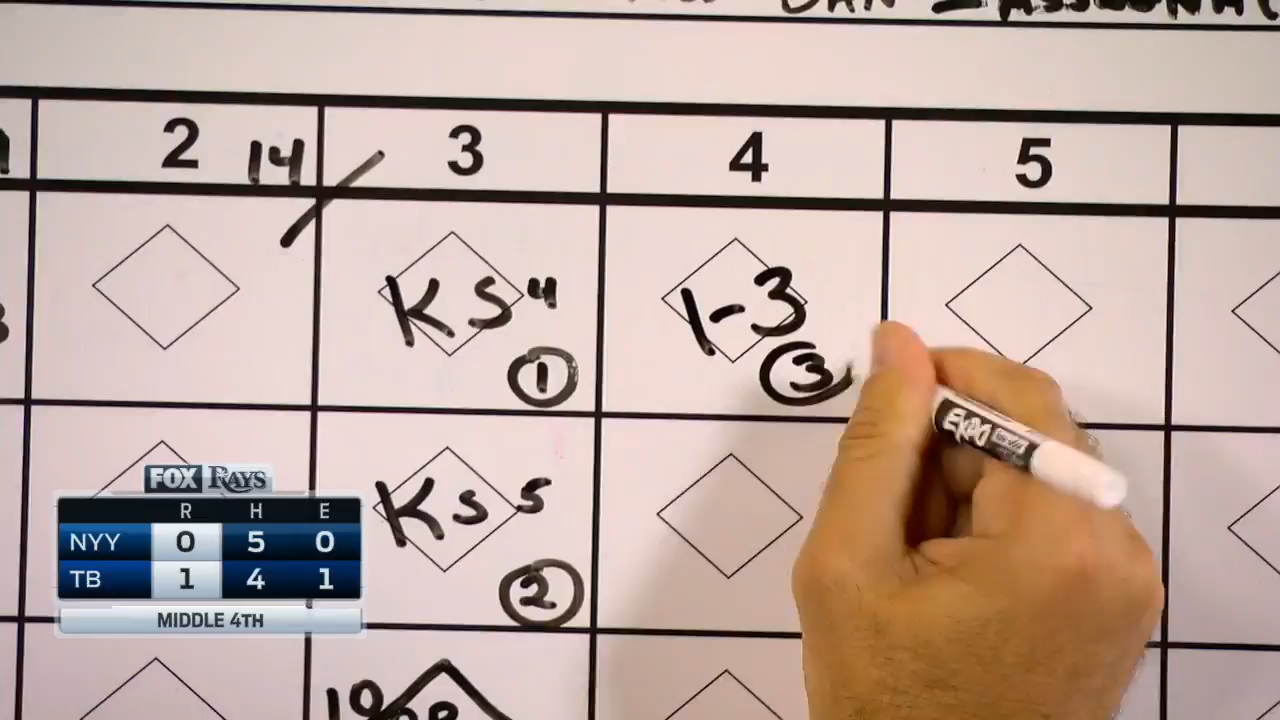 2 14 3 4 5
K S 4 1-3
1 3
EXPO
K S 5
2
FOX RAYS
R H E
NYY 0 5 0
TB 1 4 1
MIDDLE 4TH
10